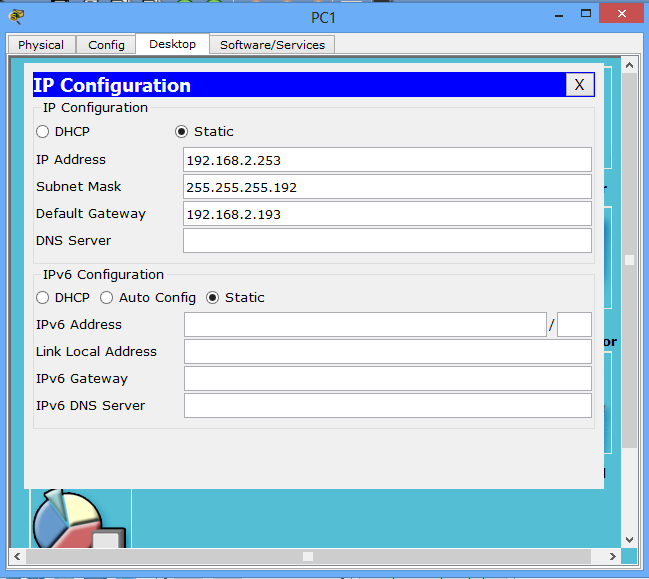 PC1
Physical Config Desktop Software/Services
IP Configuration X
IP Configuration
DHCP Static
IP Address 192.168.2.253
Subnet Mask 255.255.255.192
Default Gateway 192.168.2.193
DNS Server
IPv6 Configuration
DHCP Auto Config Static
IPv6 Address /
Link Local Address
IPv6 Gateway
IPv6 DNS Server
or